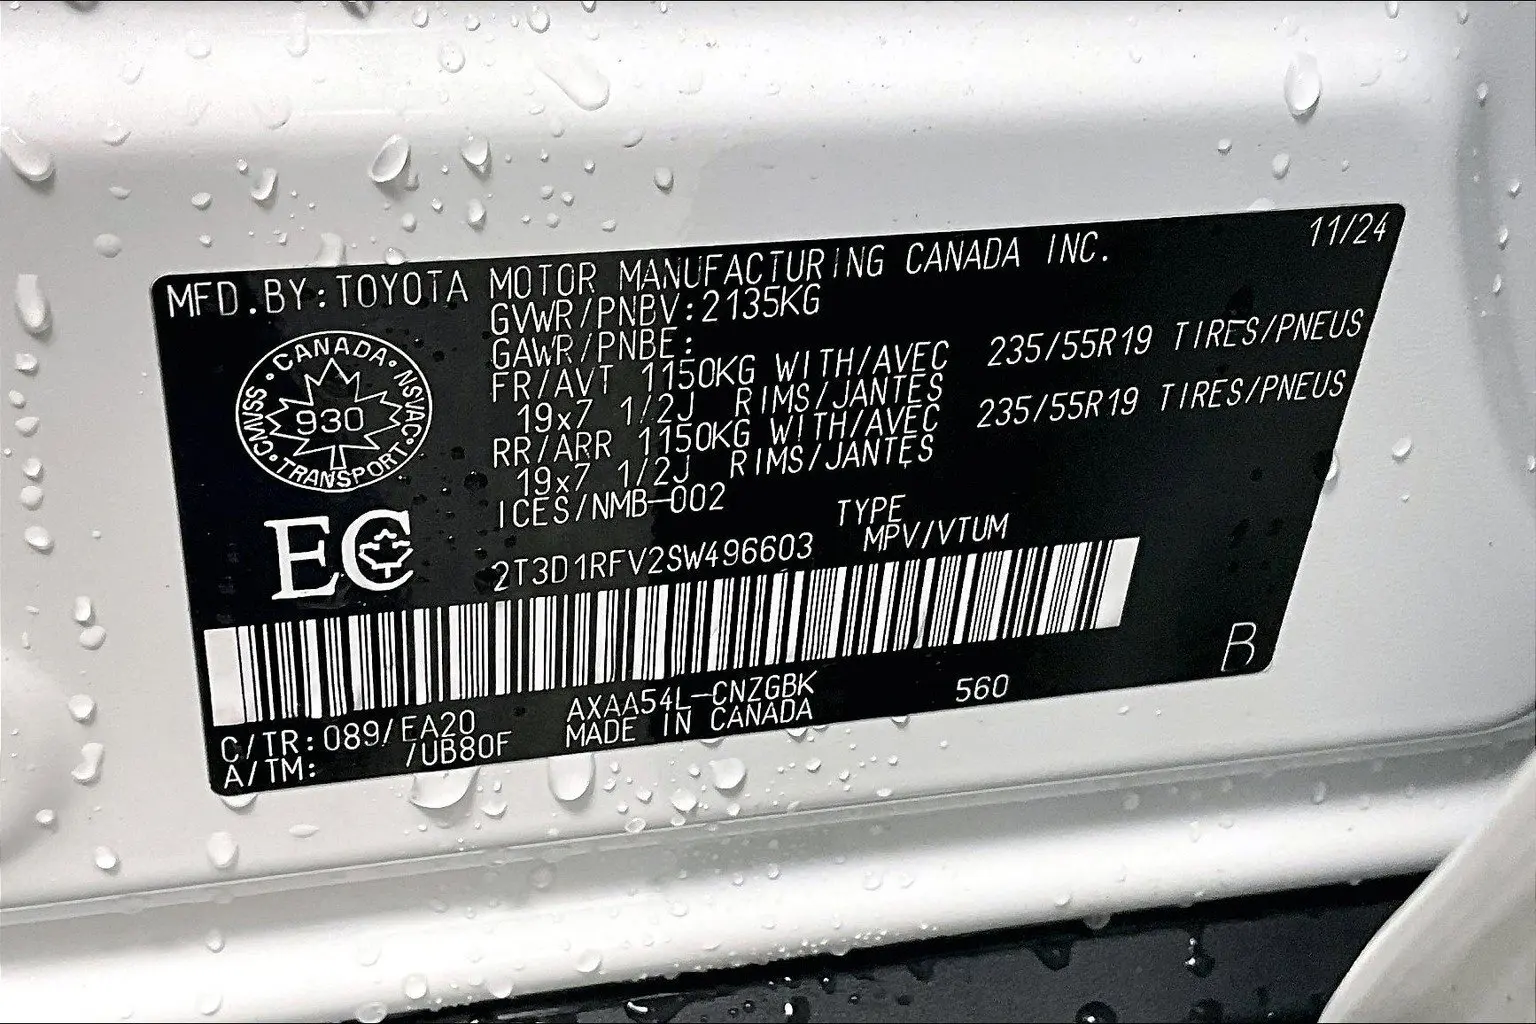 11/24
MFD.BY:TOYOTA MOTOR MANUFACTURING CANADA INC.
GVWR/PNBV:2135KG
GAWR/PNBE:
FR/AVT 1150KG WITH/AVEC 235/55R19 TIRES/PNEUS
19x7 1/2J RIMS/JANTES
RR/ARR 1150KG WITH/AVEC 235/55R19 TIRES/PNEUS
19x7 1/2J RIMS/JANTES
ICES/NMB-002
CANADA
CMVSS NSVAC
930
TRANSPORT
EC
TYPE
2T3D1RFV2SW496603 MPV/VTUM
B
C/TR:089/EA20 AXAA54L-CNZGBK 560
A/TM: /UB80F MADE IN CANADA